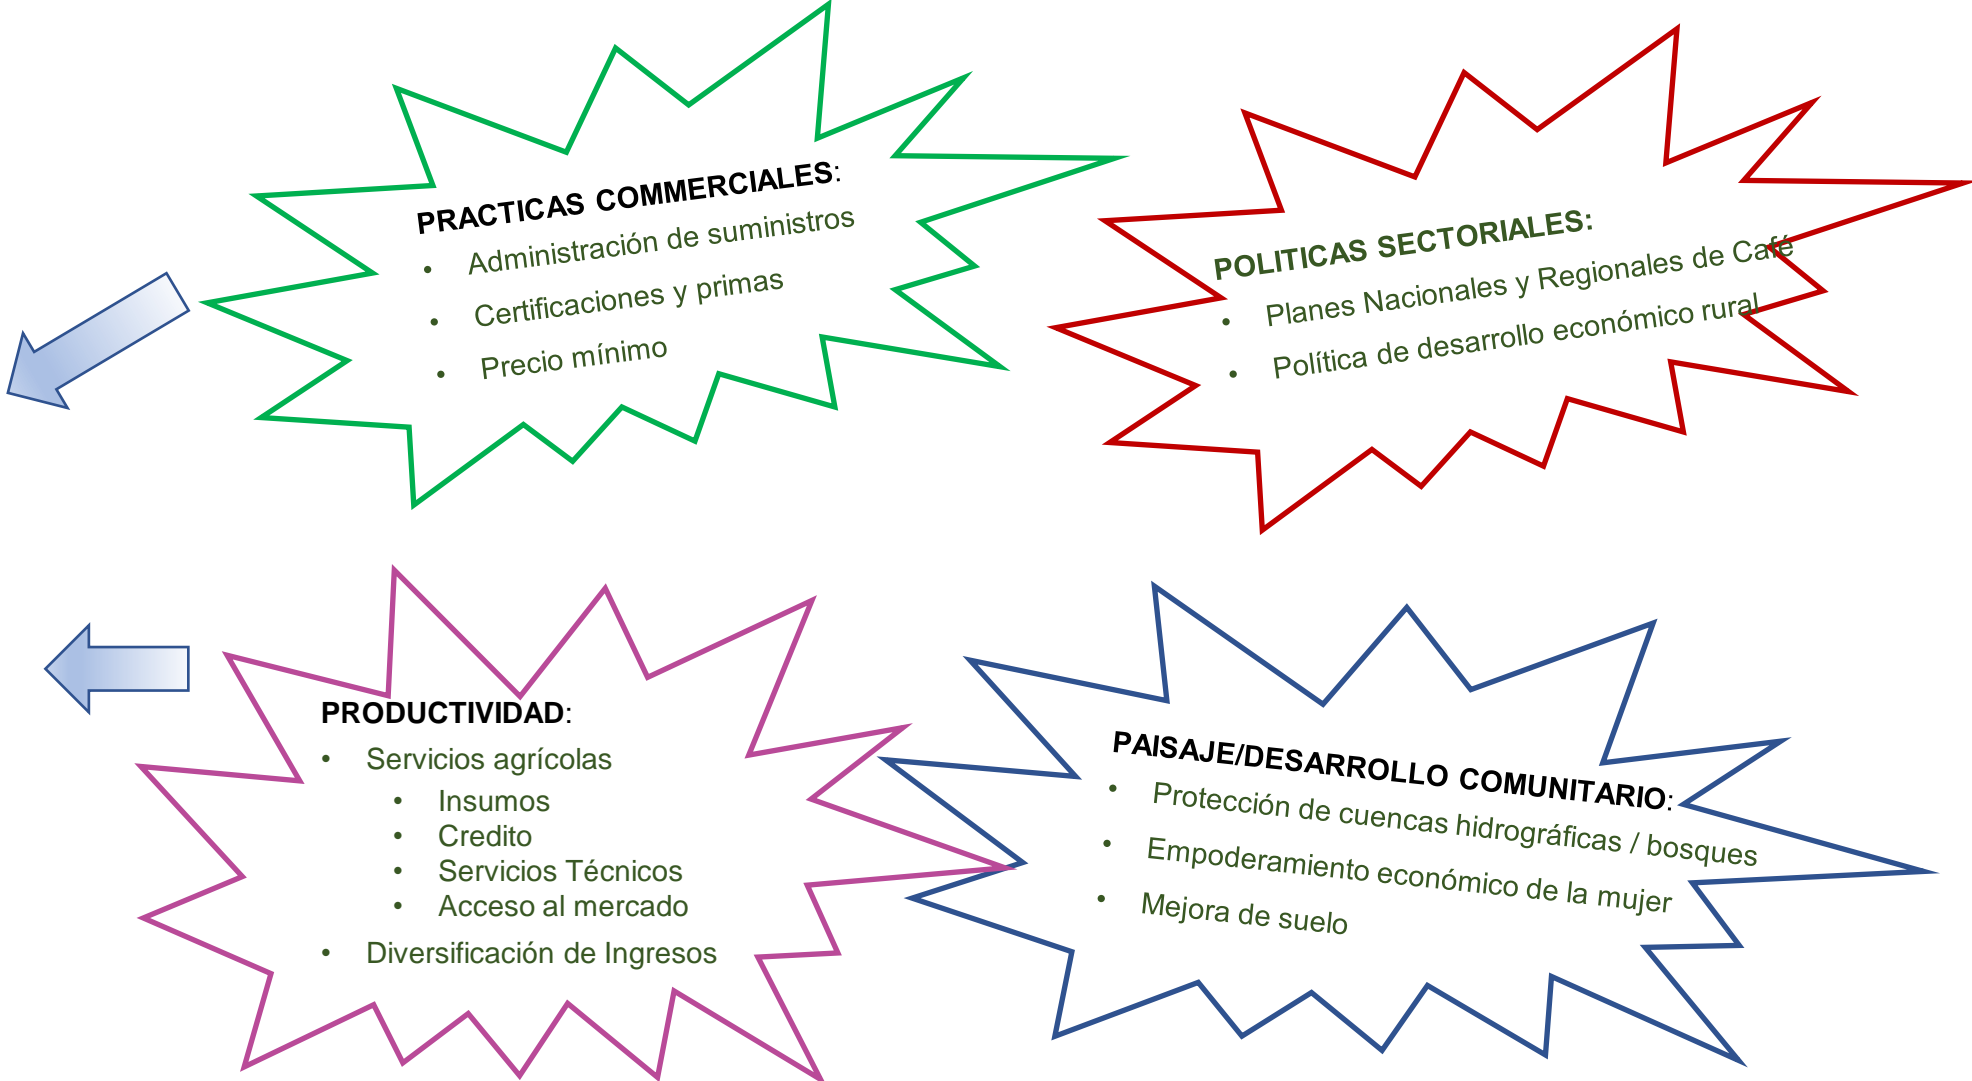 PRACTICAS COMMERCIALES:
• Administración de suministros
• Certificaciones y primas
• Precio mínimo
POLITICAS SECTORIALES:
• Planes Nacionales y Regionales de Café
• Política de desarrollo económico rural
PRODUCTIVIDAD:
• Servicios agrícolas
• Insumos
• Credito
• Servicios Técnicos
• Acceso al mercado
• Diversificación de Ingresos
PAISAJE/DESARROLLO COMUNITARIO:
• Protección de cuencas hidrográficas / bosques
• Empoderamiento económico de la mujer
• Mejora de suelo